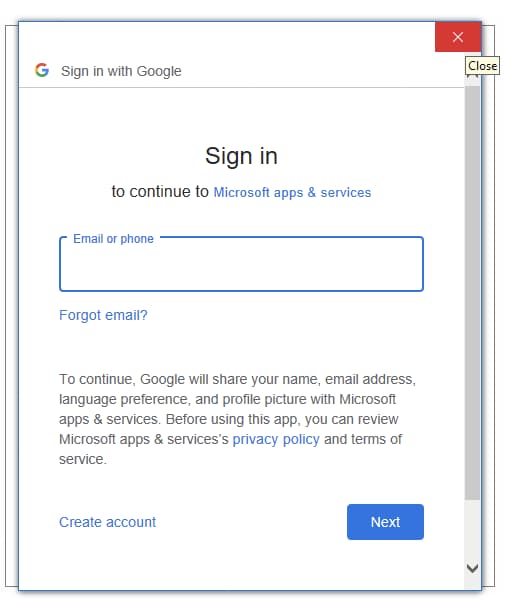 Close
Sign in with Google
Sign in
to continue to Microsoft apps & services
Email or phone
Forgot email?
To continue, Google will share your name, email address,
language preference, and profile picture with Microsoft
apps & services. Before using this app, you can review
Microsoft apps & services's privacy policy and terms of
service.
Create account
Next